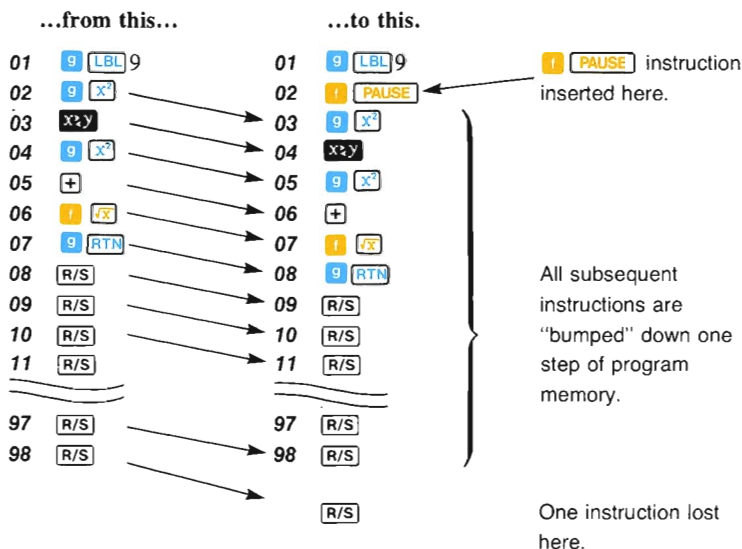 ...from this... ...to this.
01 g LBL 9 01 g LBL 9 f PAUSE instruction
02 g x² 02 f PAUSE inserted here.
03 x⇄y 03 g x²
04 g x² 04 x⇄y
05 + 05 g x²
06 f √x 06 +
07 g RTN 07 f √x
08 R/S 08 g RTN All subsequent
09 R/S 09 R/S instructions are
10 R/S 10 R/S "bumped" down one
11 R/S 11 R/S step of program
memory.
97 R/S 97 R/S
98 R/S 98 R/S
R/S One instruction lost
here.